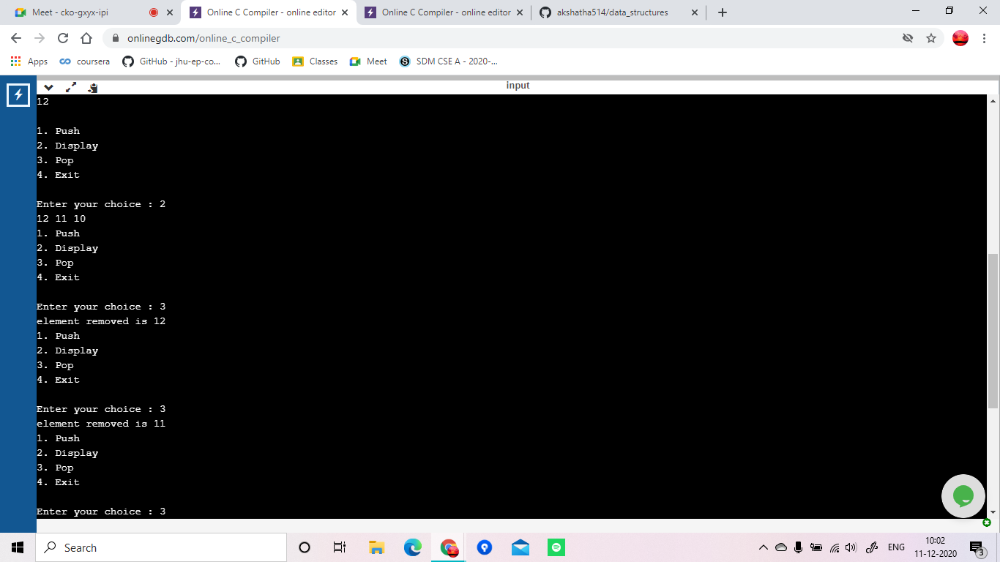 Meet - cko-gxyx-ipi
Online C Compiler - online editor
Online C Compiler - online editor
akshatha514/data_structures
onlinegdb.com/online_c_compiler
Apps
coursera
GitHub - jhu-ep-co...
GitHub
Classes
Meet
SDM CSE A - 2020-...
input
12
1. Push
2. Display
3. Pop
4. Exit
Enter your choice : 2
12 11 10
1. Push
2. Display
3. Pop
4. Exit
Enter your choice : 3
element removed is 12
1. Push
2. Display
3. Pop
4. Exit
Enter your choice : 3
element removed is 11
1. Push
2. Display
3. Pop
4. Exit
Enter your choice : 3
Search
ENG
10:02
11-12-2020
3